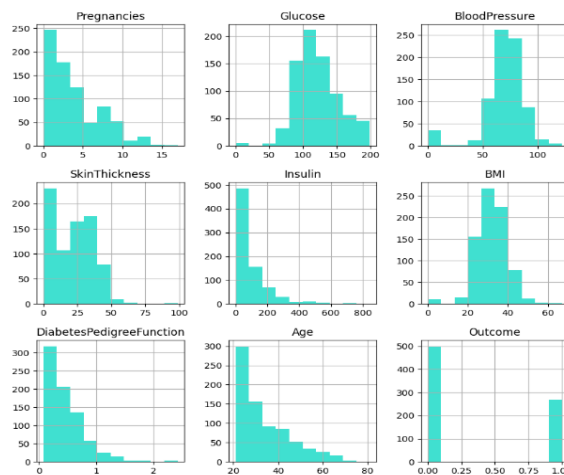 Pregnancies Glucose BloodPressure
250 200 150 100 50 0
0 5 10 15
200 150 100 50 0
0 50 100 150 200
250 200 150 100 50 0
0 50 100
SkinThickness Insulin BMI
200 150 100 50 0
0 25 50 75 100
500 400 300 200 100 0
0 200 400 600 800
250 200 150 100 50 0
0 20 40 60
DiabetesPedigreeFunction Age Outcome
300 250 200 150 100 50 0
0 1 2
300 250 200 150 100 50 0
20 40 60 80
500 400 300 200 100 0
0.00 0.25 0.50 0.75 1.0